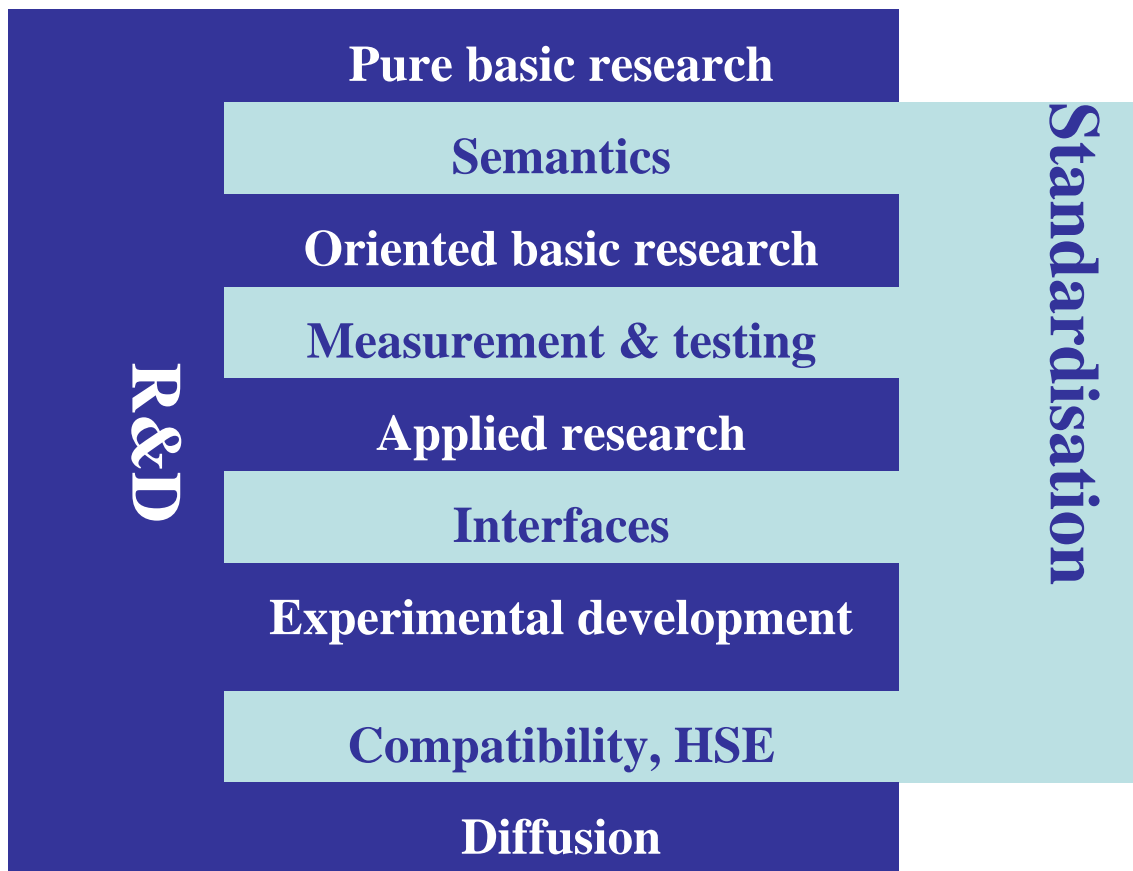 Pure basic research
Semantics
Oriented basic research
Measurement & testing
Applied research
Interfaces
Experimental development
Compatibility, HSE
Diffusion
R&D
Standardisation